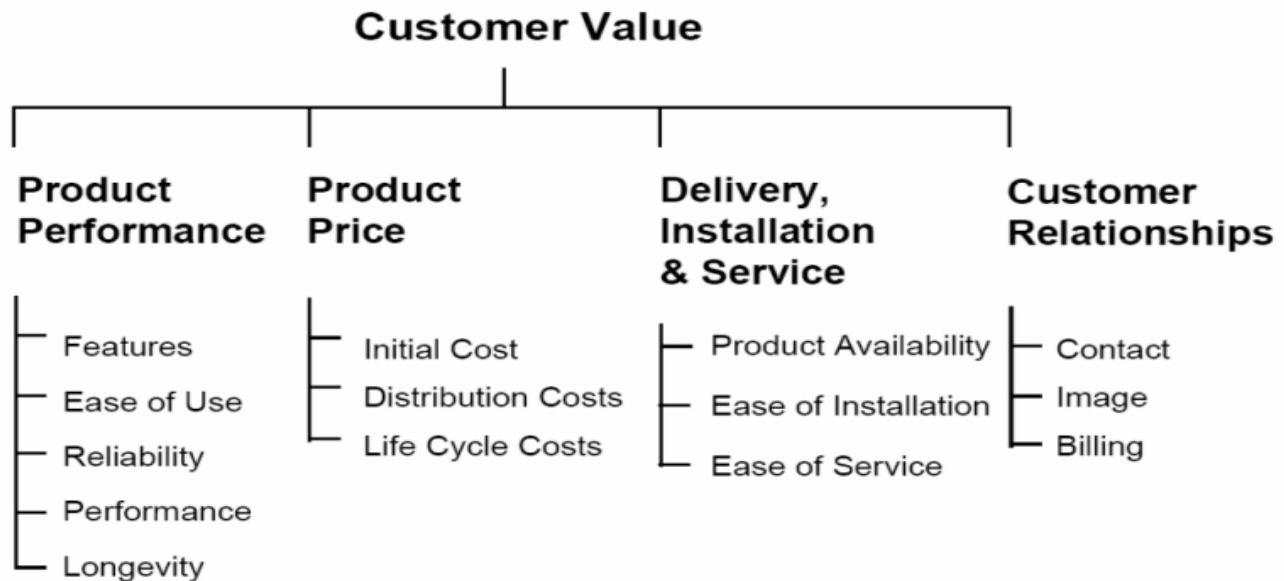 Customer Value
Product
Performance
Features
Ease of Use
Reliability
Performance
Longevity
Product
Price
Initial Cost
Distribution Costs
Life Cycle Costs
Delivery,
Installation
& Service
Product Availability
Ease of Installation
Ease of Service
Customer
Relationships
Contact
Image
Billing